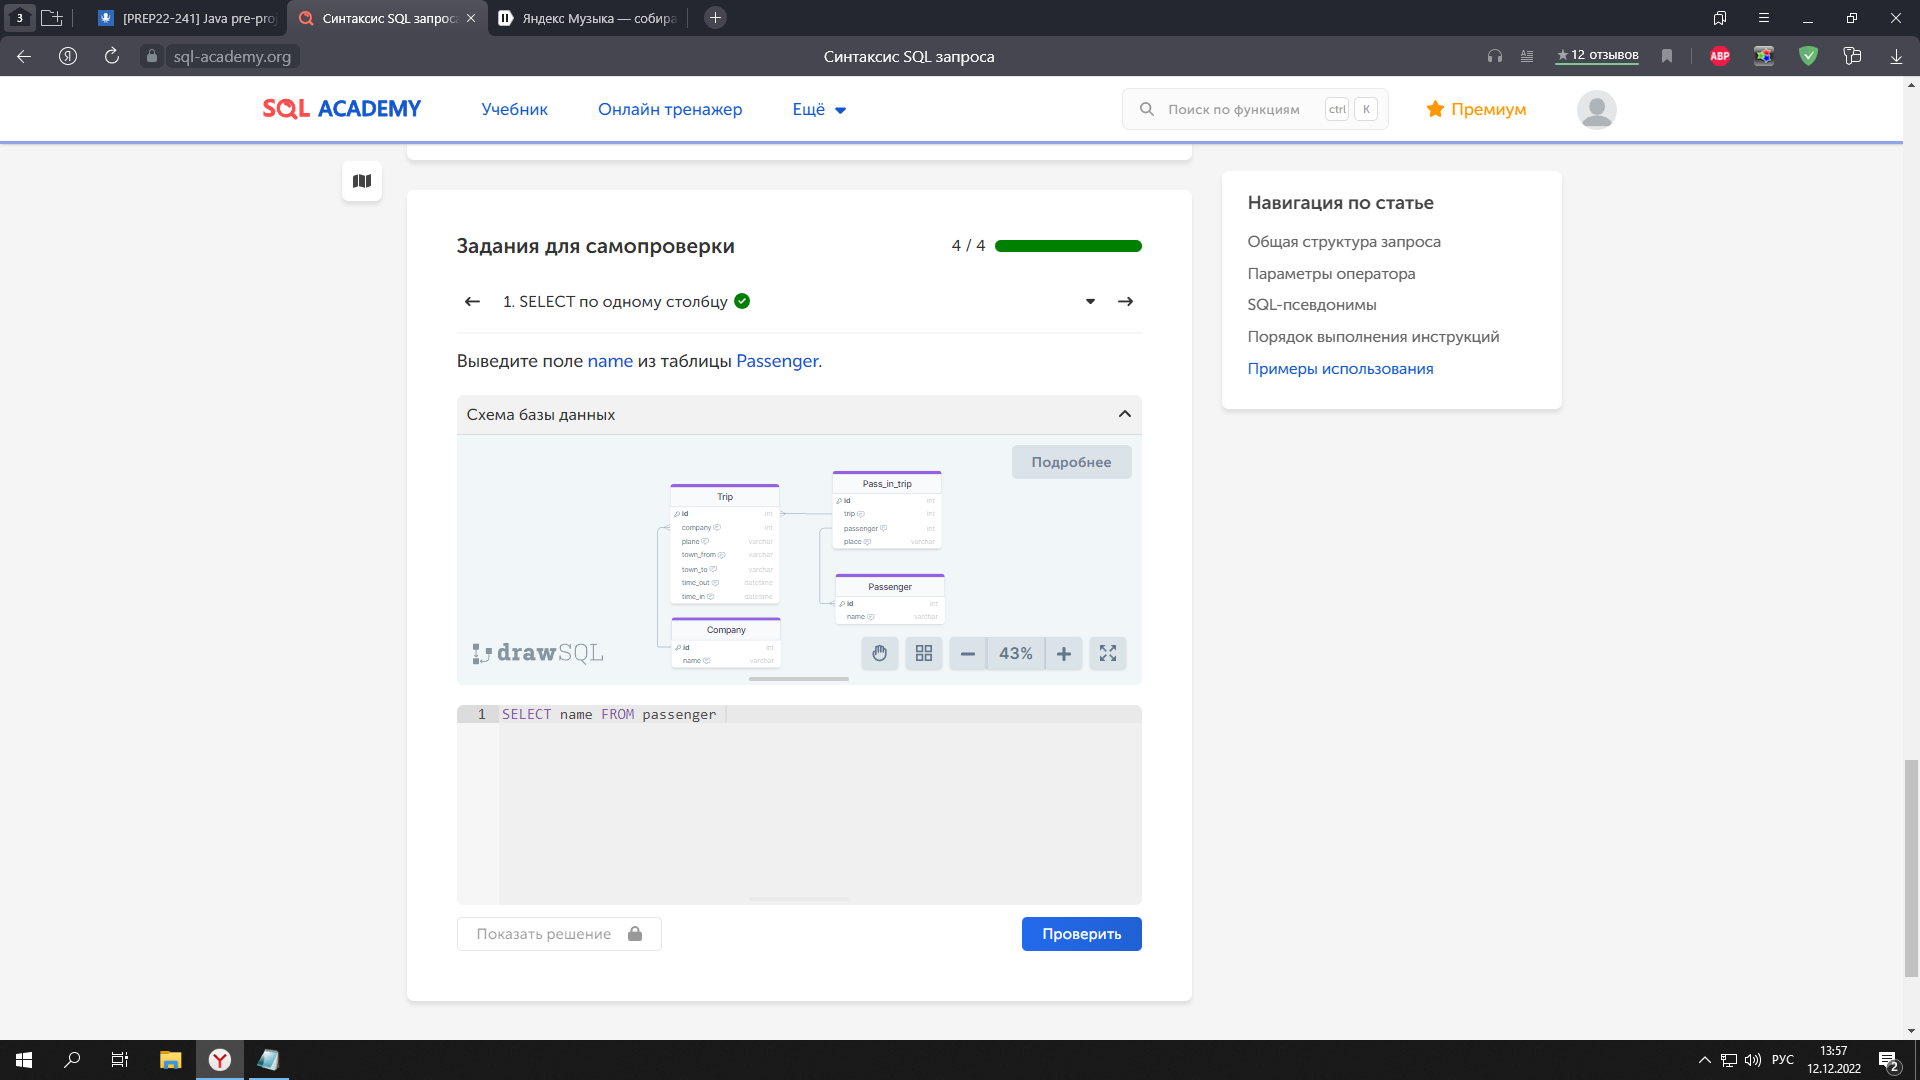 3
[PREP22-241] Java pre-pro
Синтаксис SQL запроса
Яндекс Музыка — собира
sql-academy.org
Синтаксис SQL запроса
12 отзывов
ABP
SQL ACADEMY
Учебник
Онлайн тренажер
Ещё
Поиск по функциям
ctrl
K
Премиум
Задания для самопроверки
4 / 4
1. SELECT по одному столбцу
Выведите поле name из таблицы Passenger.
Схема базы данных
Подробнее
Trip
id int
company int
plane varchar
town_from varchar
town_to varchar
time_out datetime
time_in datetime
Pass_in_trip
id int
trip int
passenger int
place varchar
Passenger
id int
name varchar
Company
id int
name varchar
drawSQL
43%
1 SELECT name FROM passenger
Показать решение
Проверить
Навигация по статье
Общая структура запроса
Параметры оператора
SQL-псевдонимы
Порядок выполнения инструкций
Примеры использования
РУС
13:57
12.12.2022
2